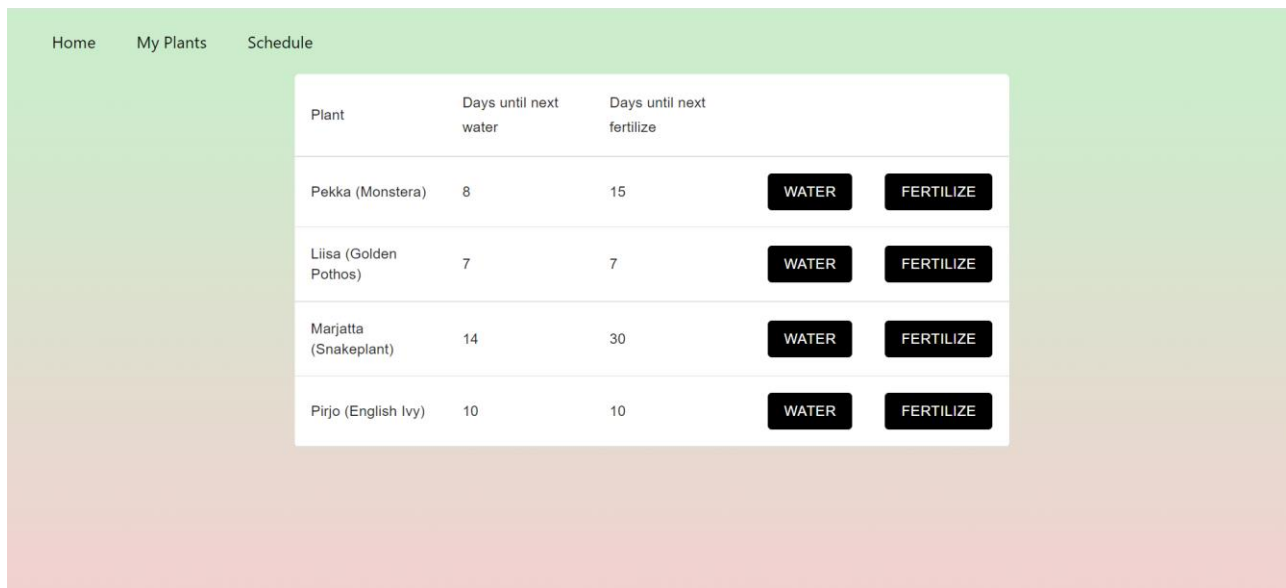 Home My Plants Schedule
Plant Days until next water Days until next fertilize
Pekka (Monstera) 8 15 WATER FERTILIZE
Liisa (Golden Pothos) 7 7 WATER FERTILIZE
Marjatta (Snakeplant) 14 30 WATER FERTILIZE
Pirjo (English Ivy) 10 10 WATER FERTILIZE